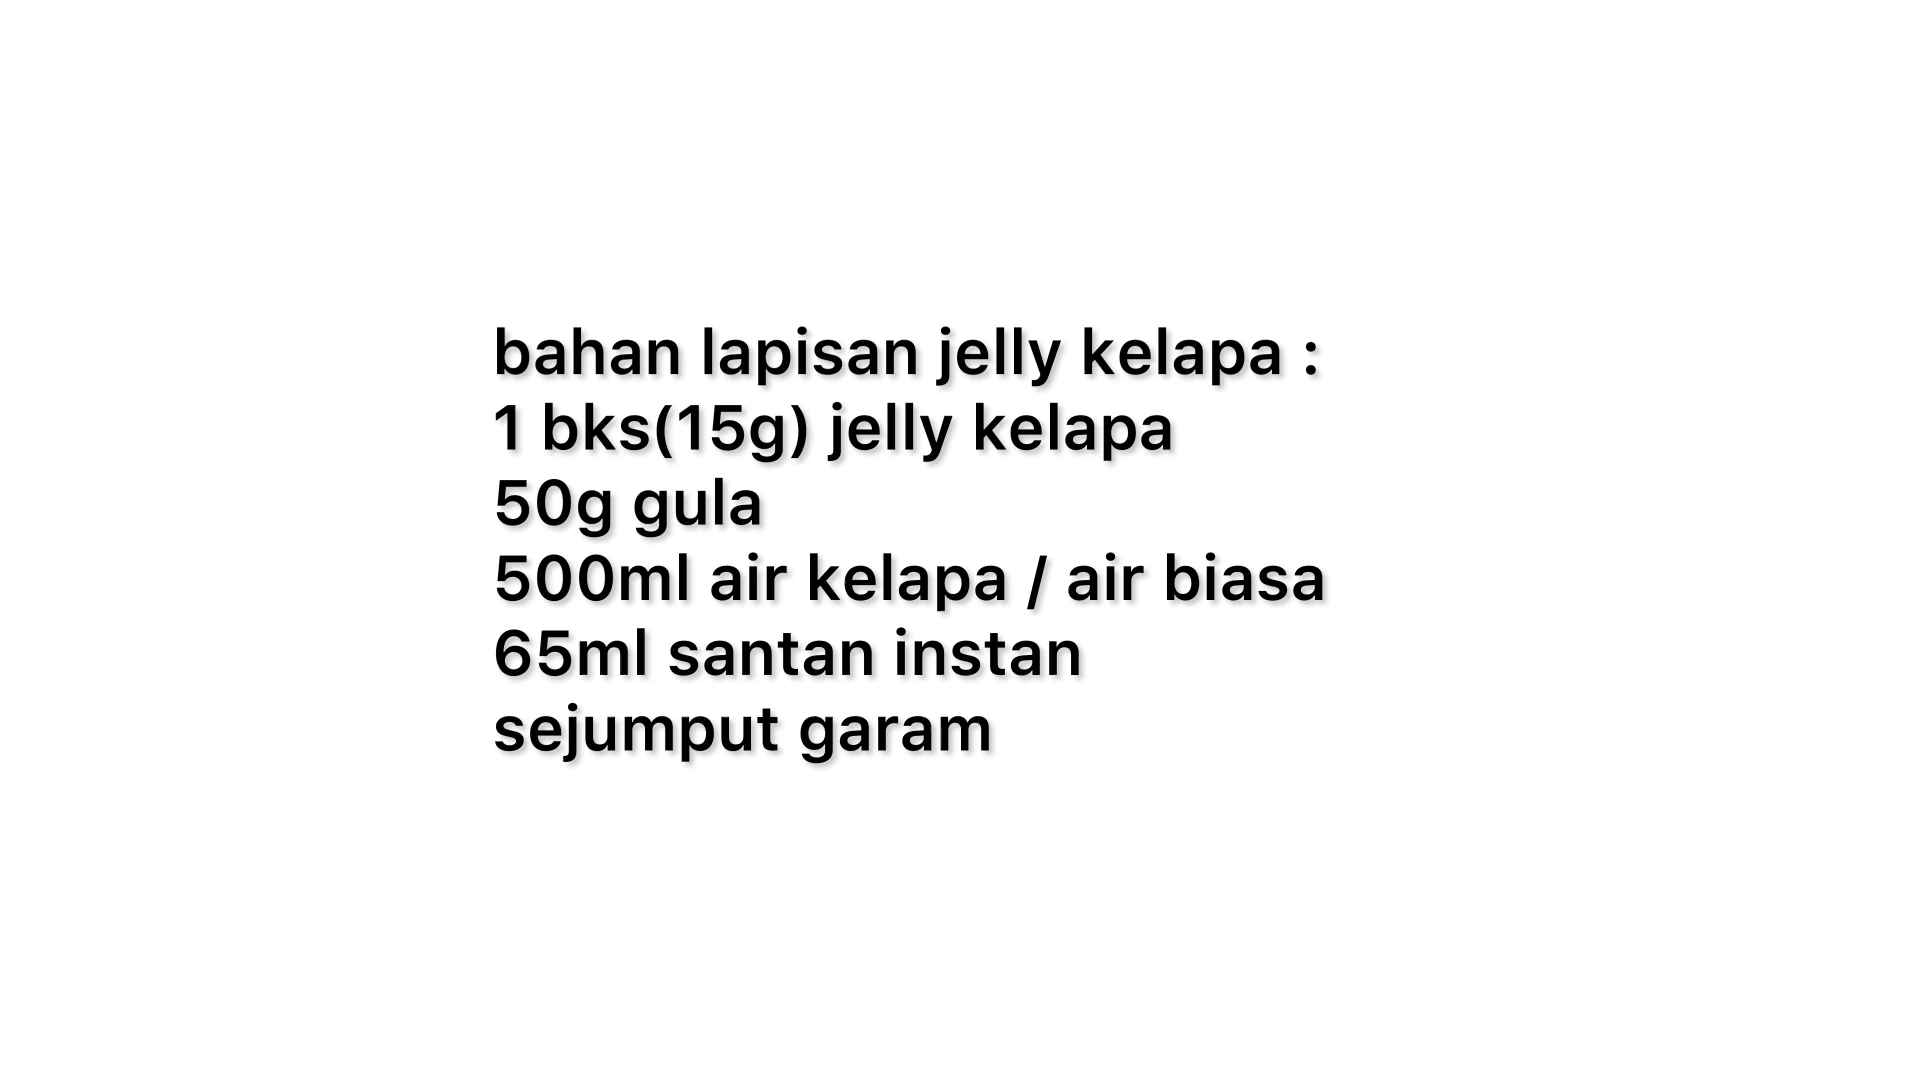 bahan lapisan jelly kelapa :
1 bks(15g) jelly kelapa
50g gula
500ml air kelapa / air biasa
65ml santan instan
sejumput garam